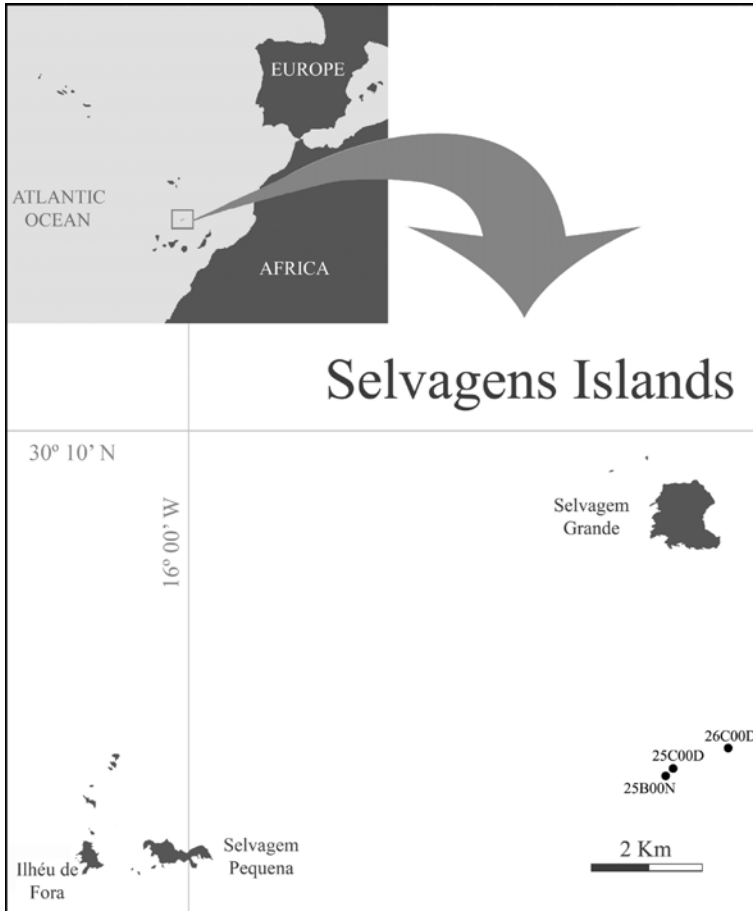 EUROPE
ATLANTIC
OCEAN
AFRICA
Selvagens Islands
30º 10’ N
16º 00’ W
Selvagem
Grande
26C00D
25C00D
25B00N
2 Km
Selvagem
Pequena
Ilhéu de
Fora